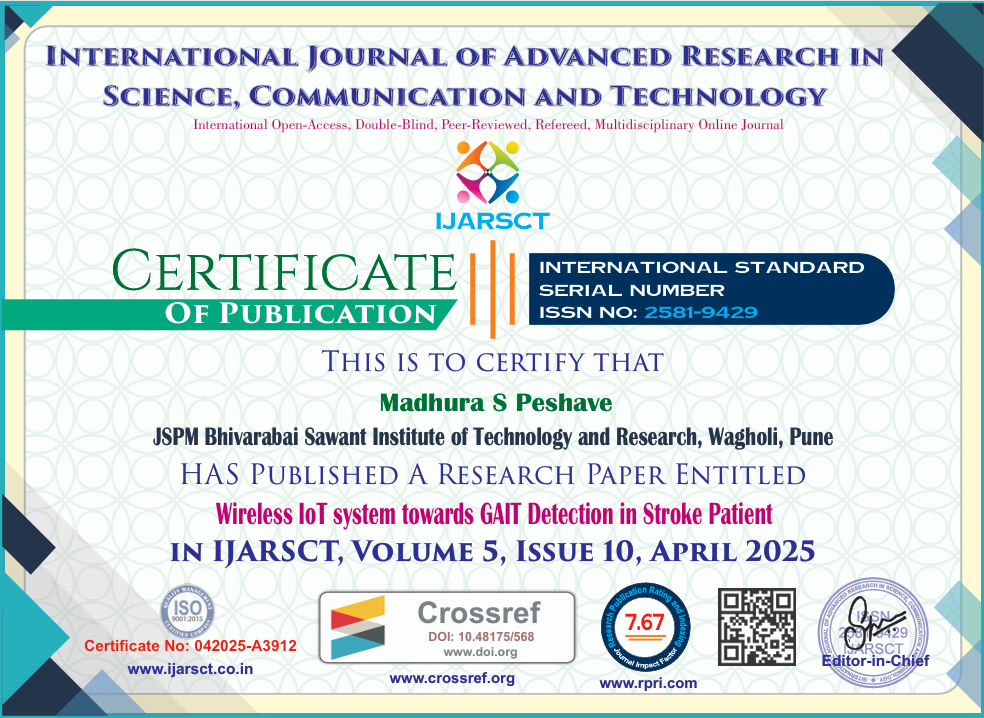 INTERNATIONAL JOURNAL OF ADVANCED RESEARCH IN
SCIENCE, COMMUNICATION AND TECHNOLOGY
International Open-Access, Double-Blind, Peer-Reviewed, Refereed, Multidisciplinary Online Journal
IJARSCT
CERTIFICATE
OF PUBLICATION
INTERNATIONAL STANDARD
SERIAL NUMBER
ISSN NO: 2581-9429
THIS IS TO CERTIFY THAT
Madhura S Peshave
JSPM Bhivarabai Sawant Institute of Technology and Research, Wagholi, Pune
HAS PUBLISHED A RESEARCH PAPER ENTITLED
Wireless IoT system towards GAIT Detection in Stroke Patient
IN IJARSCT, VOLUME 5, ISSUE 10, APRIL 2025
QUALITY MANAGEMENT
ISO
9001:2015
CERTIFIED COMPANY
Certificate No: 042025-A3912
www.ijarsct.co.in
Crossref
DOI: 10.48175/568
www.doi.org
www.crossref.org
Research Publication Rating and Indexing
7.67
Journal Impact Factor
www.rpri.com
ISSN
2581-9429
IJARSCT
Editor-in-Chief